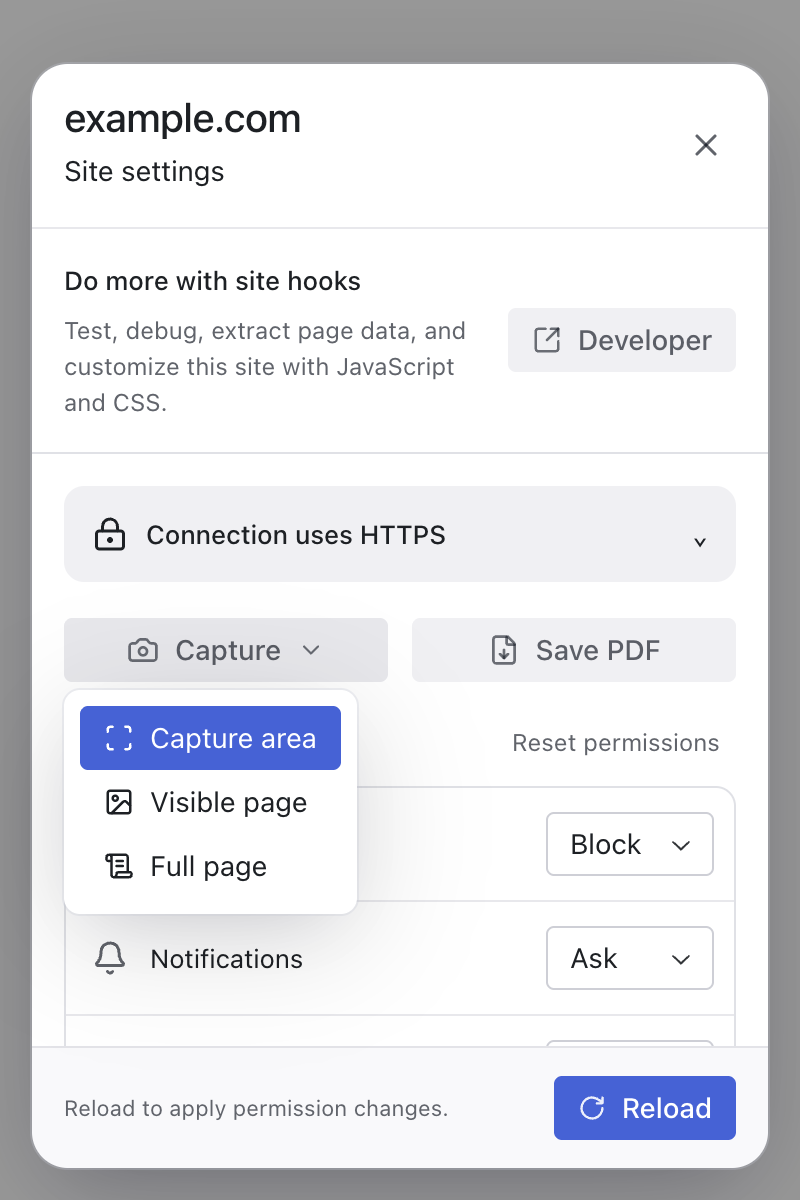 example.com
Site settings
Do more with site hooks
Test, debug, extract page data, and
customize this site with JavaScript
and CSS.
Developer
Connection uses HTTPS
Capture
Save PDF
Capture area
Visible page
Full page
Reset permissions
Block
Notifications
Ask
Reload to apply permission changes.
Reload